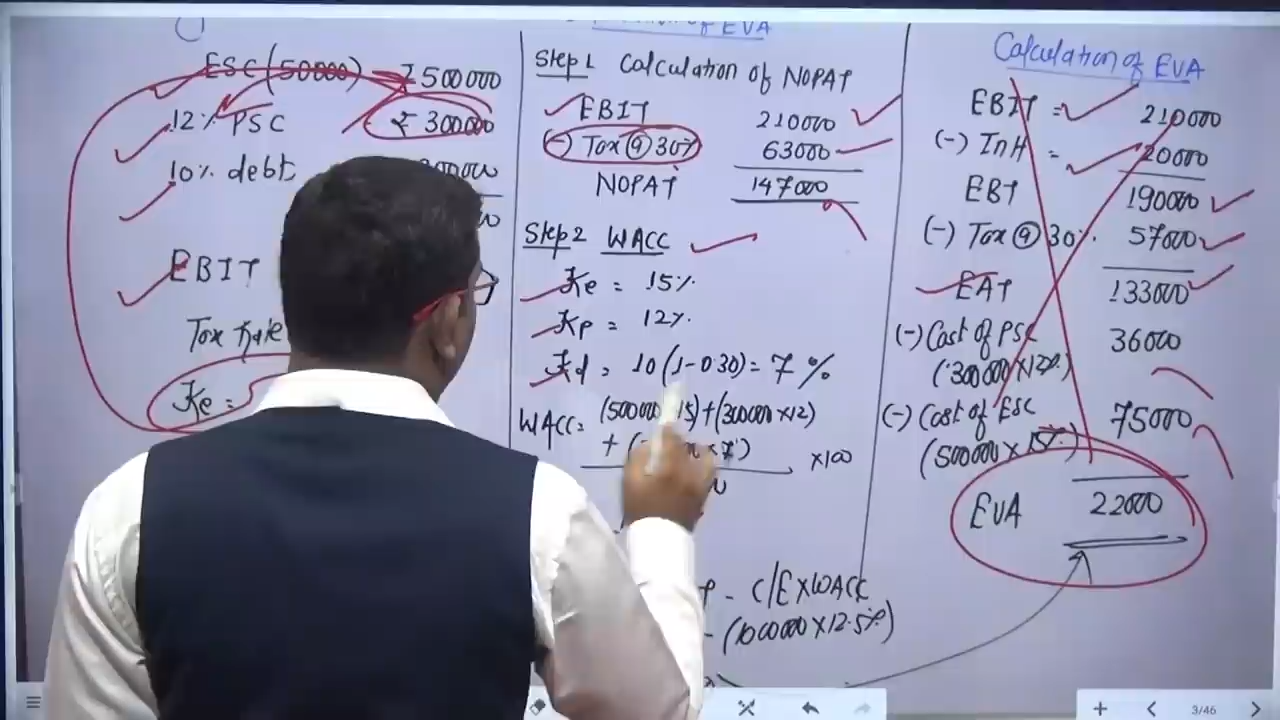 of EVA
ESC (50000) ₹500000
12% PSC ₹300000
10% debt
EBIT
Tax Rate
Ke =
Step 1 Calculation of NOPAT
EBIT 210000
(-) Tax @ 30% 63000
NOPAT 147000
Step 2 WACC
Ke = 15%
Kp = 12%
Kd = 10(1-0.30) = 7%
WACC = (500000 15)+(300000×12)
+ ( ×7)
×100
- C/E×WACC
- (1000000×12.5%)
Calculation of EVA
EBIT = 210000
(-) Int = 20000
EBT 190000
(-) Tax @ 30% 57000
EAT 133000
(-) Cost of PSC 36000
(300000×12%)
(-) Cost of ESC 75000
(500000×15%)
EVA 22000
3/46